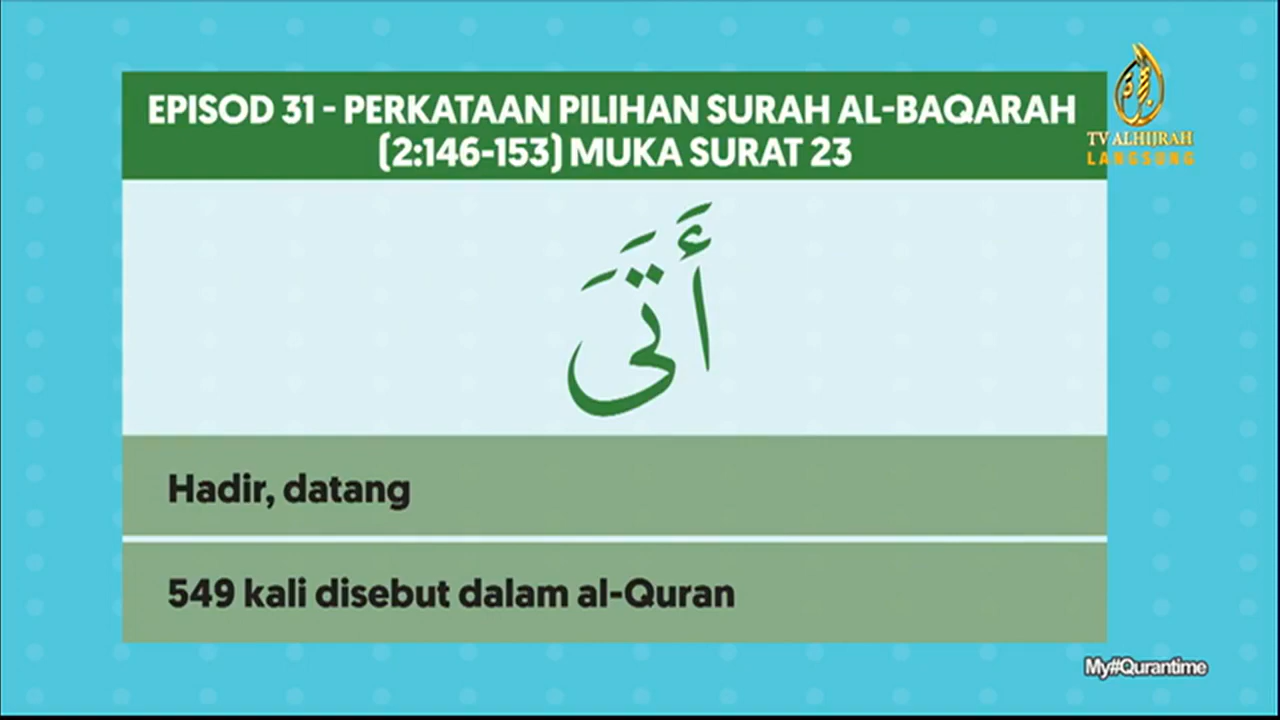 EPISOD 31 - PERKATAAN PILIHAN SURAH AL-BAQARAH
(2:146-153) MUKA SURAT 23
TV ALHIJRAH
LANGSUNG
أَتَىَ
Hadir, datang
549 kali disebut dalam al-Quran
My#Qurantime